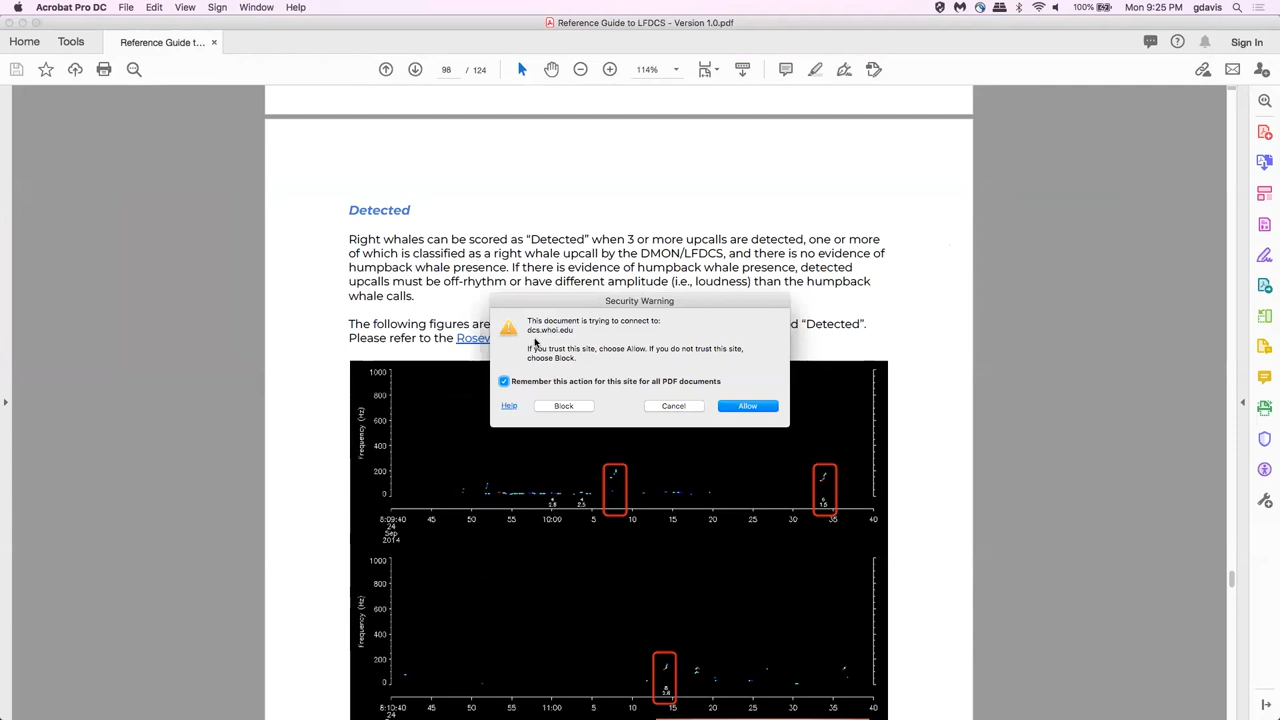 Acrobat Pro DC File Edit View Sign Window Help
100% Mon 9:25 PM gdavis
Reference Guide to LFDCS - Version 1.0.pdf
Home Tools Reference Guide t... × Sign In
98 / 124 114%
Detected
Right whales can be scored as “Detected” when 3 or more upcalls are detected, one or more
of which is classified as a right whale upcall by the DMON/LFDCS, and there is no evidence of
humpback whale presence. If there is evidence of humpback whale presence, detected
upcalls must be off-rhythm or have different amplitude (i.e., loudness) than the humpback
whale calls.
The following figures are
“Detected”.
Please refer to the Rosew
Security Warning
This document is trying to connect to:
dcs.whoi.edu
If you trust this site, choose Allow. If you do not trust this site,
choose Block.
Remember this action for this site for all PDF documents
Help Block Cancel Allow
1000
800
600
400
200
0
Frequency (Hz)
8:09:40 45 50 55 10:00 5 10 15 20 25 30 35 40
24
Sep
2014
1000
800
600
400
200
0
Frequency (Hz)
8:10:40 45 50 55 11:00 5 10 15 20 25 30 35 40
24